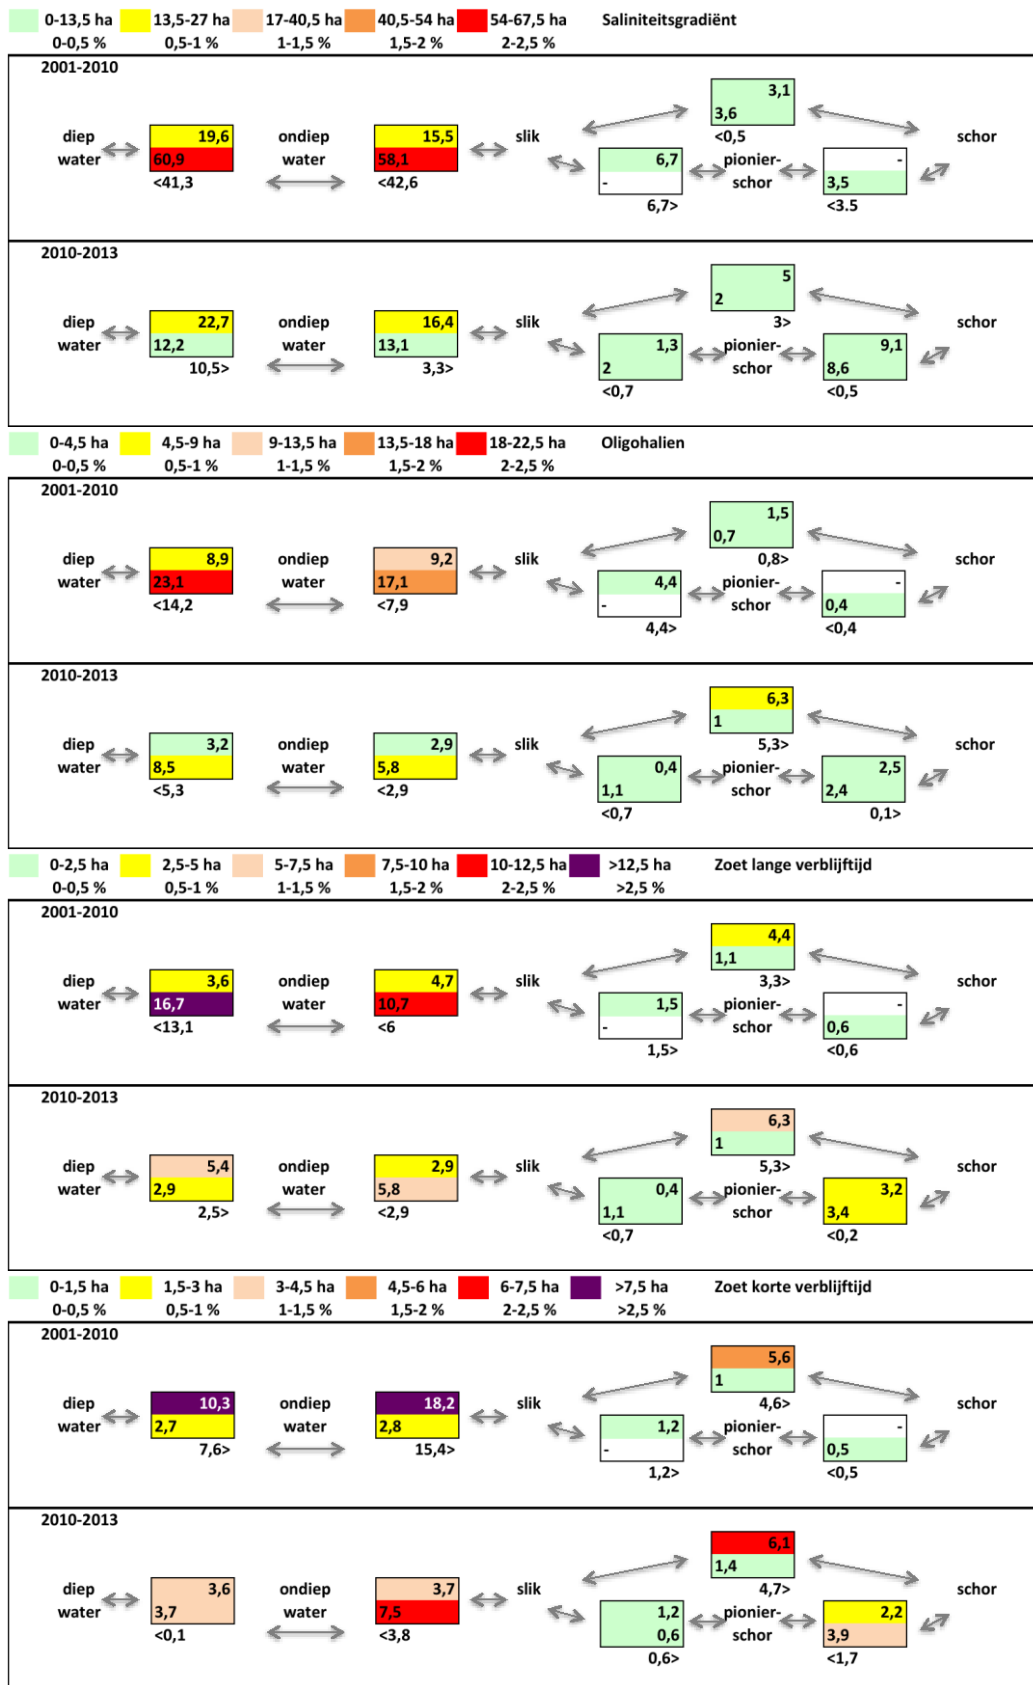 0-13,5 ha 13,5-27 ha 17-40,5 ha 40,5-54 ha 54-67,5 ha Saliniteitsgradiënt
0-0,5 % 0,5-1 % 1-1,5 % 1,5-2 % 2-2,5 %
2001-2010
3,1
3,6
<0,5
diep 19,6 ondiep 15,5 slik schor
water 60,9 water 58,1
<41,3 <42,6
6,7 pionier- -
- schor 3,5
6,7> <3.5
2010-2013
5
2
3>
diep 22,7 ondiep 16,4 slik schor
water 12,2 water 13,1
10,5> 3,3>
1,3 pionier- 9,1
2 schor 8,6
<0,7 <0,5
0-4,5 ha 4,5-9 ha 9-13,5 ha 13,5-18 ha 18-22,5 ha Oligohalien
0-0,5 % 0,5-1 % 1-1,5 % 1,5-2 % 2-2,5 %
2001-2010
1,5
0,7
0,8>
diep 8,9 ondiep 9,2 slik schor
water 23,1 water 17,1
<14,2 <7,9
4,4 pionier- -
- schor 0,4
4,4> <0,4
2010-2013
6,3
1
5,3>
diep 3,2 ondiep 2,9 slik schor
water 8,5 water 5,8
<5,3 <2,9
0,4 pionier- 2,5
1,1 schor 2,4
<0,7 0,1>
0-2,5 ha 2,5-5 ha 5-7,5 ha 7,5-10 ha 10-12,5 ha >12,5 ha Zoet lange verblijftijd
0-0,5 % 0,5-1 % 1-1,5 % 1,5-2 % 2-2,5 % >2,5 %
2001-2010
4,4
1,1
3,3>
diep 3,6 ondiep 4,7 slik schor
water 16,7 water 10,7
<13,1 <6
1,5 pionier- -
- schor 0,6
1,5> <0,6
2010-2013
6,3
1
5,3>
diep 5,4 ondiep 2,9 slik schor
water 2,9 water 5,8
2,5> <2,9
0,4 pionier- 3,2
1,1 schor 3,4
<0,7 <0,2
0-1,5 ha 1,5-3 ha 3-4,5 ha 4,5-6 ha 6-7,5 ha >7,5 ha Zoet korte verblijftijd
0-0,5 % 0,5-1 % 1-1,5 % 1,5-2 % 2-2,5 % >2,5 %
2001-2010
5,6
1
4,6>
diep 10,3 ondiep 18,2 slik schor
water 2,7 water 2,8
7,6> 15,4>
1,2 pionier- -
- schor 0,5
1,2> <0,5
2010-2013
6,1
1,4
4,7>
diep 3,6 ondiep 3,7 slik schor
water 3,7 water 7,5
<0,1 <3,8
1,2 pionier- 2,2
0,6 schor 3,9
0,6> <1,7